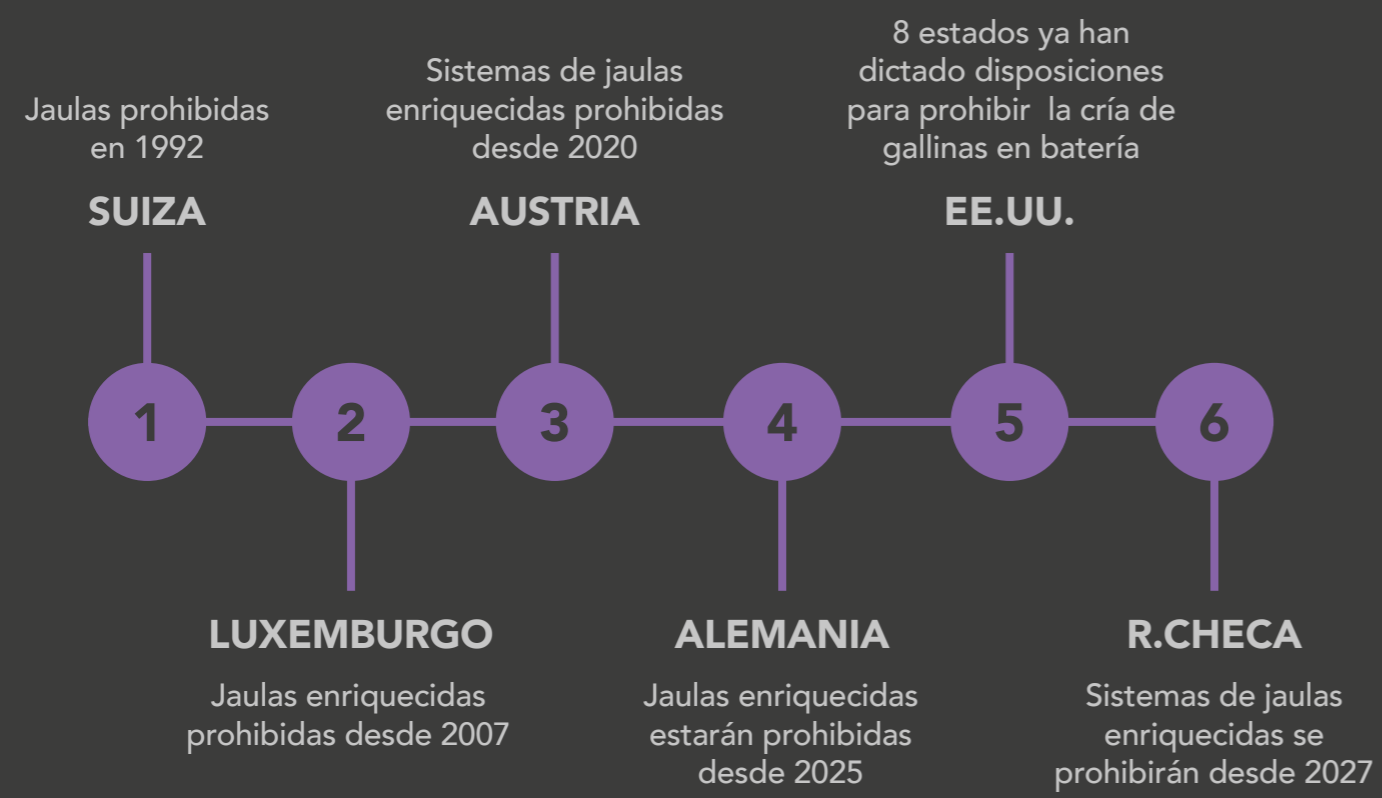 Jaulas prohibidas
en 1992
SUIZA
1
2
LUXEMBURGO
Jaulas enriquecidas
prohibidas desde 2007
Sistemas de jaulas
enriquecidas prohibidas
desde 2020
AUSTRIA
3
4
ALEMANIA
Jaulas enriquecidas
estarán prohibidas
desde 2025
8 estados ya han
dictado disposiciones
para prohibir la cría de
gallinas en batería
EE.UU.
5
6
R.CHECA
Sistemas de jaulas
enriquecidas se
prohibirán desde 2027